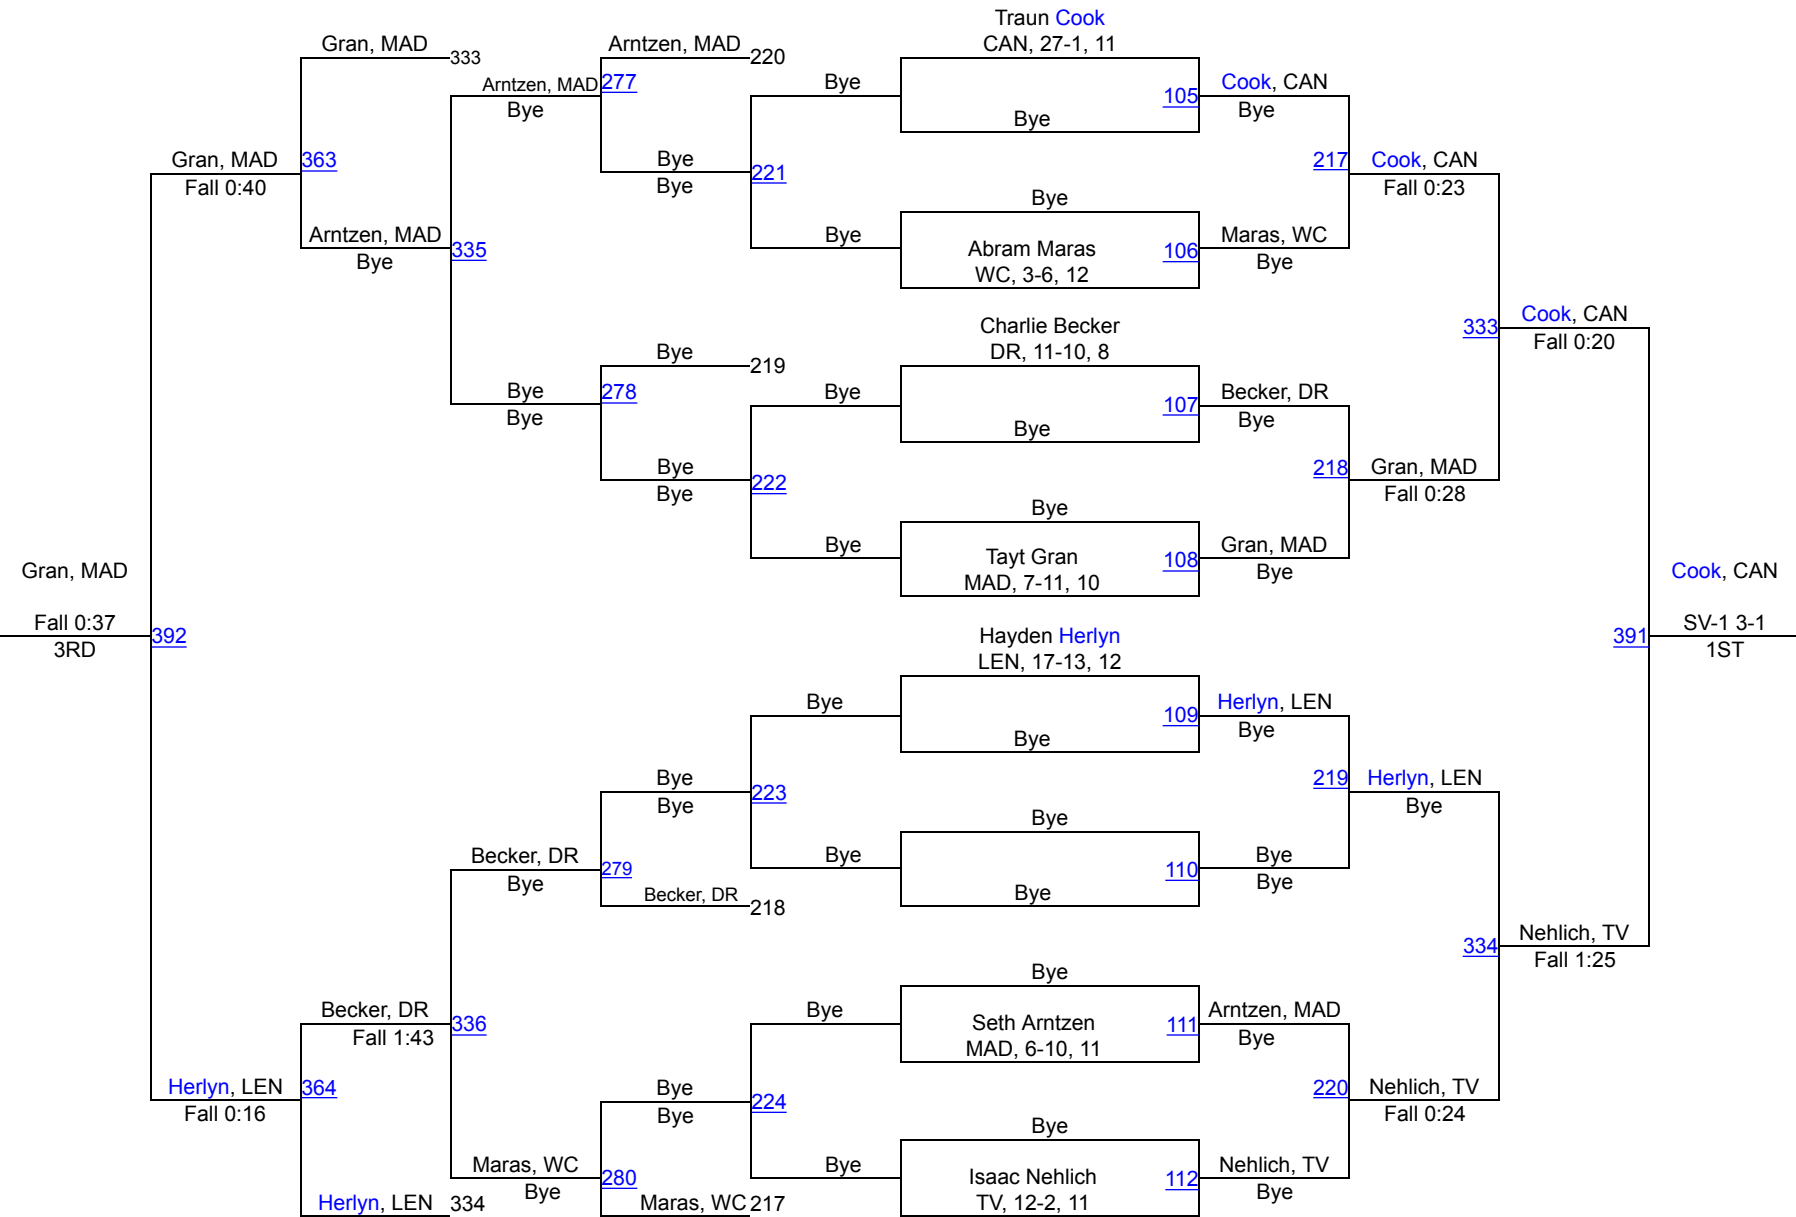 Traun Cook
CAN, 27-1, 11
Gran, MAD
333
Arntzen, MAD
220
Arntzen, MAD
277
Bye
Bye
105
Cook, CAN
Bye
Bye
Bye
Gran, MAD
363
Fall 0:40
Bye
221
Bye
217
Cook, CAN
Fall 0:23
Bye
Arntzen, MAD
335
Bye
Bye
Abram Maras
WC, 3-6, 12
106
Maras, WC
Bye
Charlie Becker
DR, 11-10, 8
333
Cook, CAN
Fall 0:20
Bye
219
Bye
278
Bye
Bye
107
Becker, DR
Bye
Bye
Bye
222
Bye
218
Gran, MAD
Fall 0:28
Bye
Bye
Tayt Gran
MAD, 7-11, 10
108
Gran, MAD
Bye
Gran, MAD
Fall 0:37
3RD
392
Cook, CAN
391
SV-1 3-1
1ST
Hayden Herlyn
LEN, 17-13, 12
Bye
109
Herlyn, LEN
Bye
Bye
Bye
223
Bye
219
Herlyn, LEN
Bye
Bye
Becker, DR
279
Bye
Bye
Bye
110
Bye
Bye
Bye
Becker, DR
218
334
Nehlich, TV
Fall 1:25
Bye
Becker, DR
336
Fall 1:43
Bye
Seth Arntzen
MAD, 6-10, 11
111
Arntzen, MAD
Bye
Herlyn, LEN
364
Fall 0:16
Bye
224
Bye
220
Nehlich, TV
Fall 0:24
Bye
Maras, WC
280
Bye
Bye
Isaac Nehlich
TV, 12-2, 11
112
Nehlich, TV
Bye
Herlyn, LEN
334
Maras, WC
217